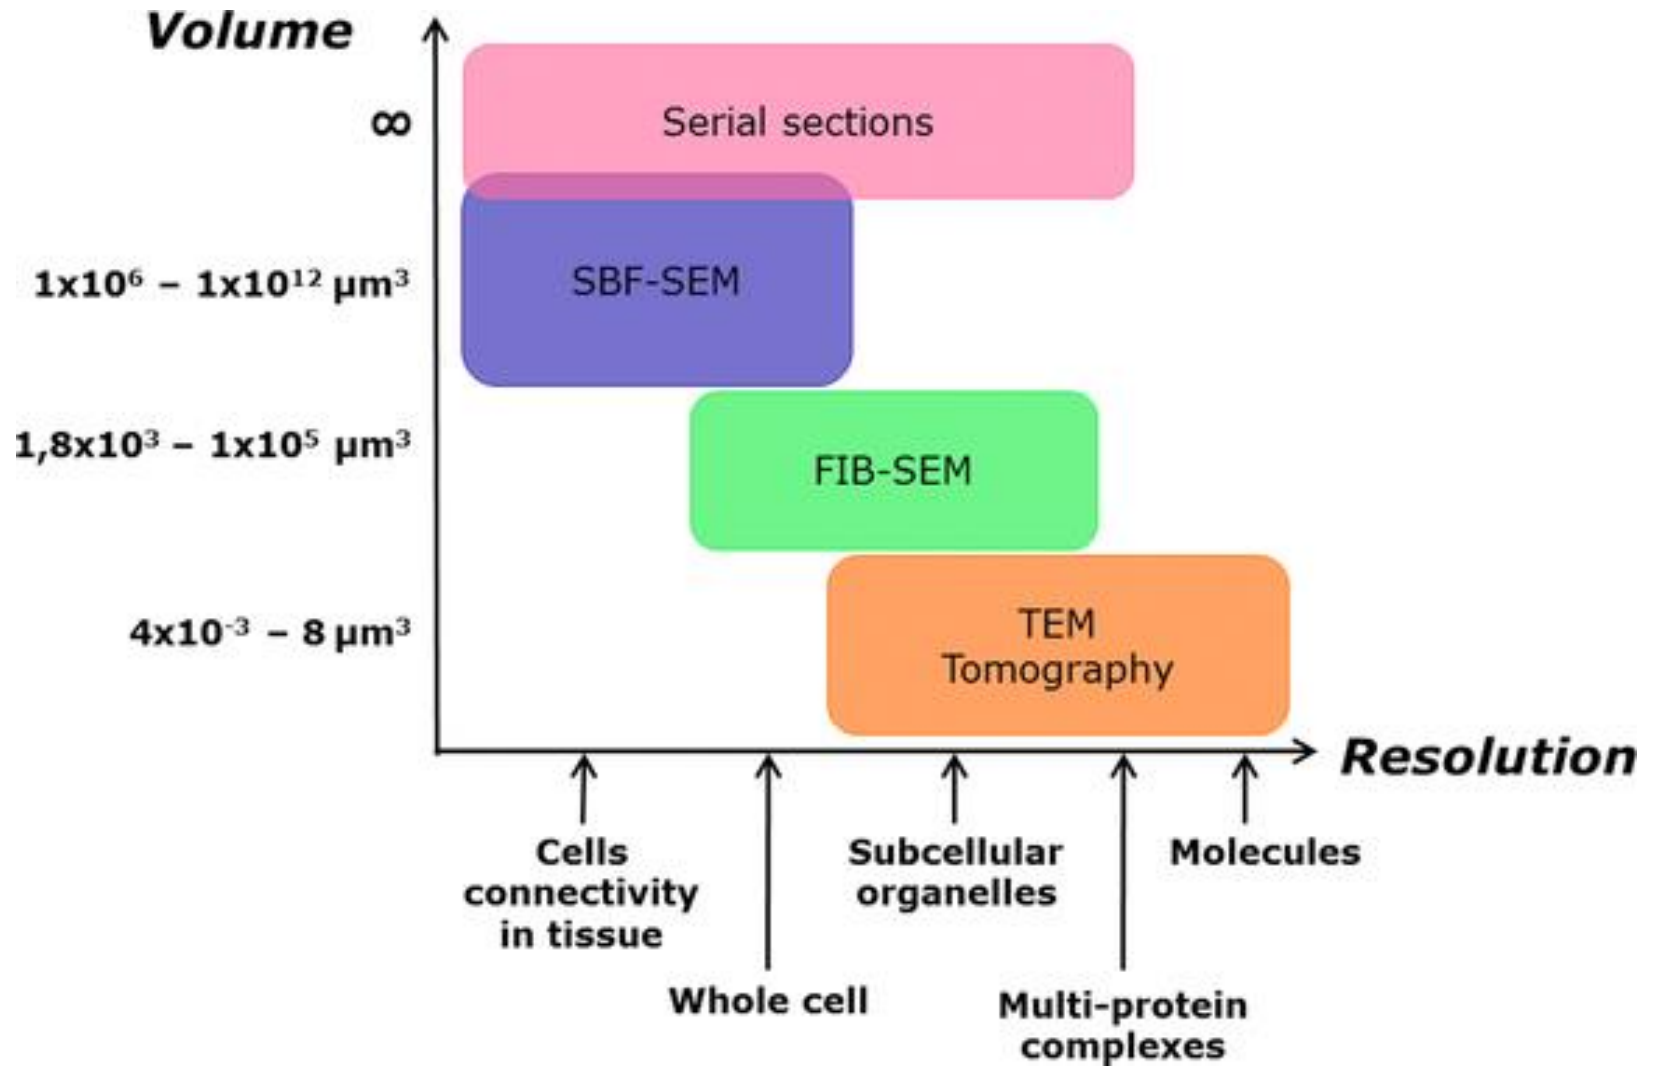 Volume
∞
Serial sections
1x10⁶ – 1x10¹² µm³
SBF-SEM
1,8x10³ – 1x10⁵ µm³
FIB-SEM
4x10⁻³ – 8 µm³
TEM
Tomography
Resolution
Cells
connectivity
in tissue
Whole cell
Subcellular
organelles
Multi-protein
complexes
Molecules